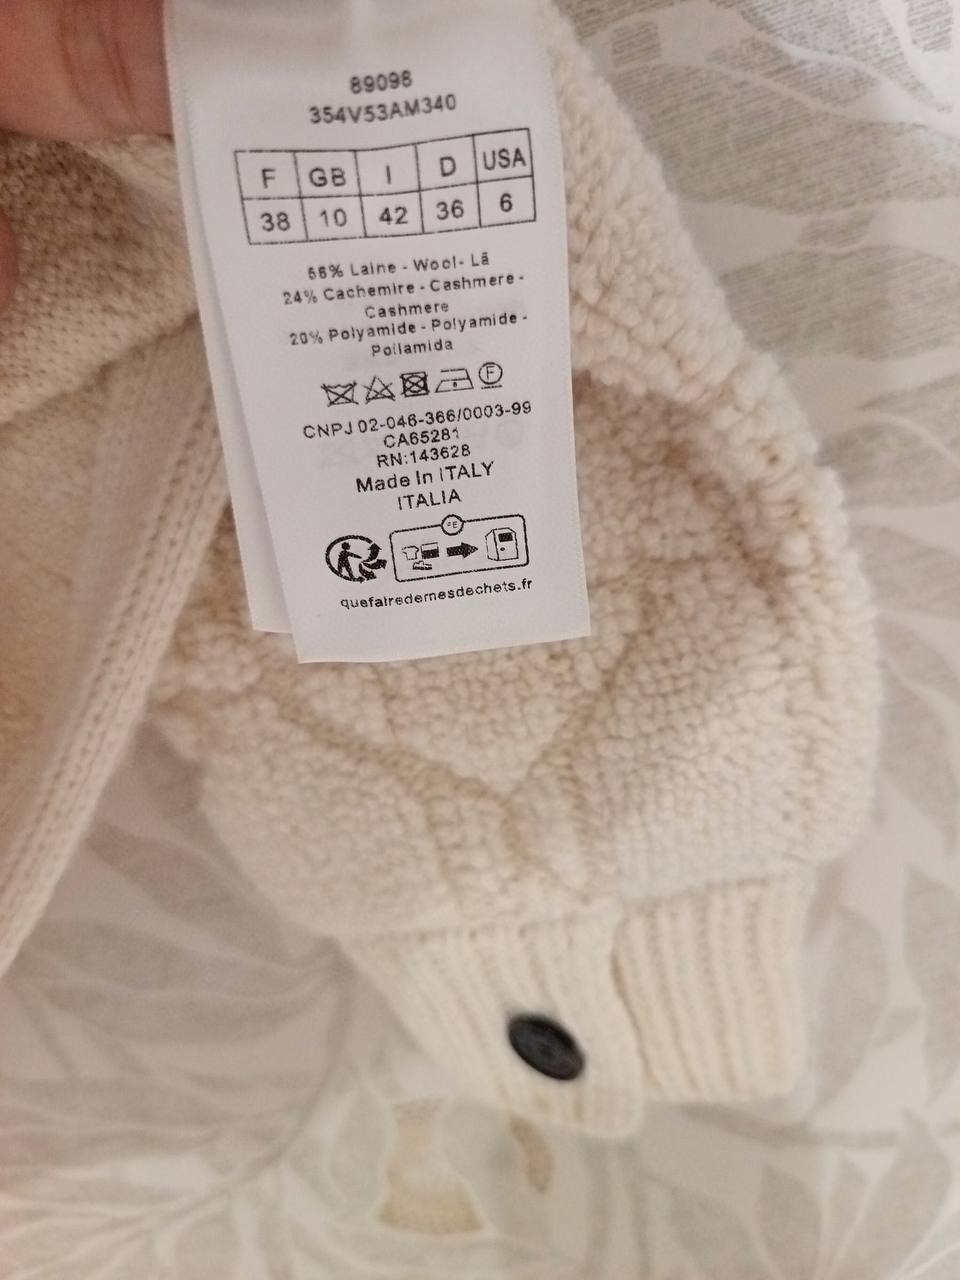 89098
354V53AM340
F GB I D USA
38 10 42 36 6
56% Laine - Wool- Lã
24% Cachemire - Cashmere -
Cashmere
20% Polyamide - Polyamide -
Poliamida
F
CNPJ 02-046-366/0003-99
CA65281
RN:143628
Made In ITALY
ITALIA
quefairedemesdechets.fr